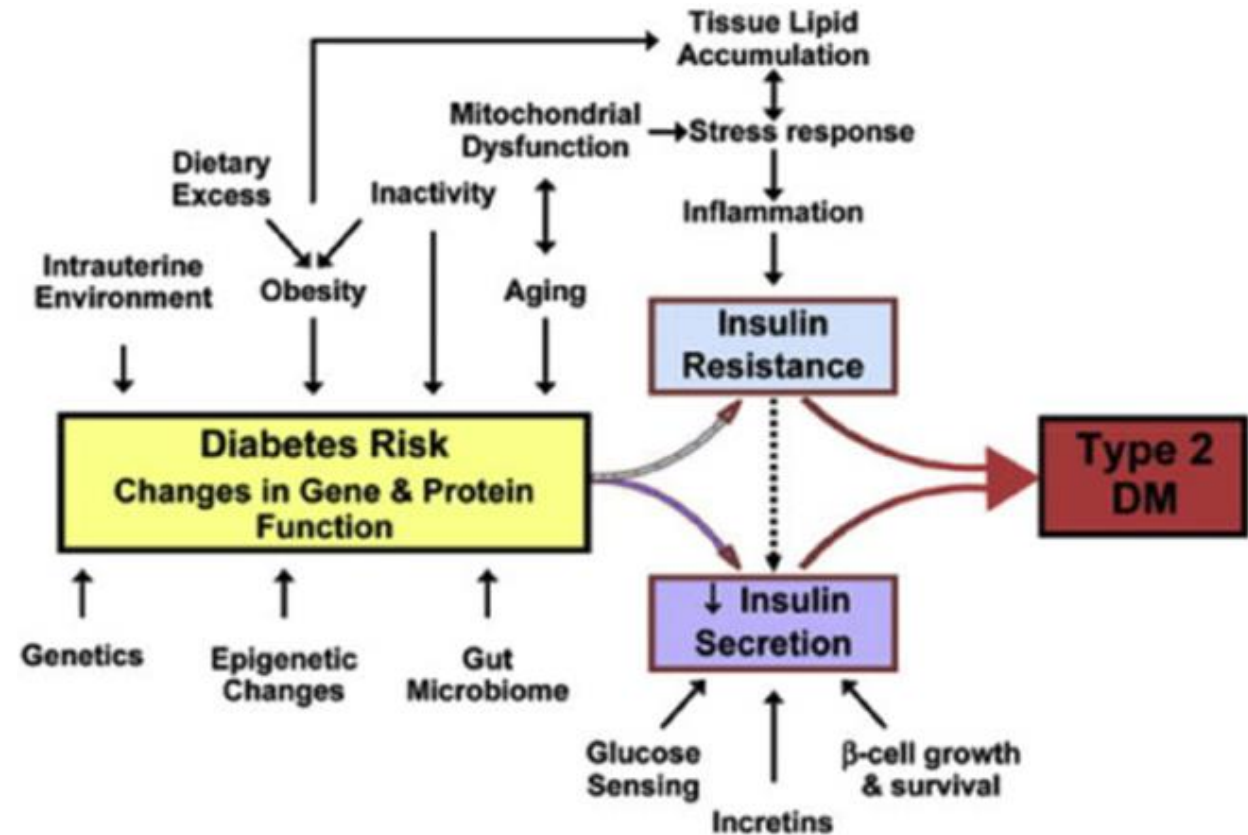 Tissue Lipid
Accumulation
Mitochondrial
Dysfunction
Stress response
Dietary
Excess
Inactivity
Inflammation
Intrauterine
Environment
Obesity
Aging
Insulin
Resistance
Diabetes Risk
Changes in Gene & Protein
Function
Type 2
DM
↓ Insulin
Secretion
Genetics
Epigenetic
Changes
Gut
Microbiome
Glucose
Sensing
β-cell growth
& survival
Incretins